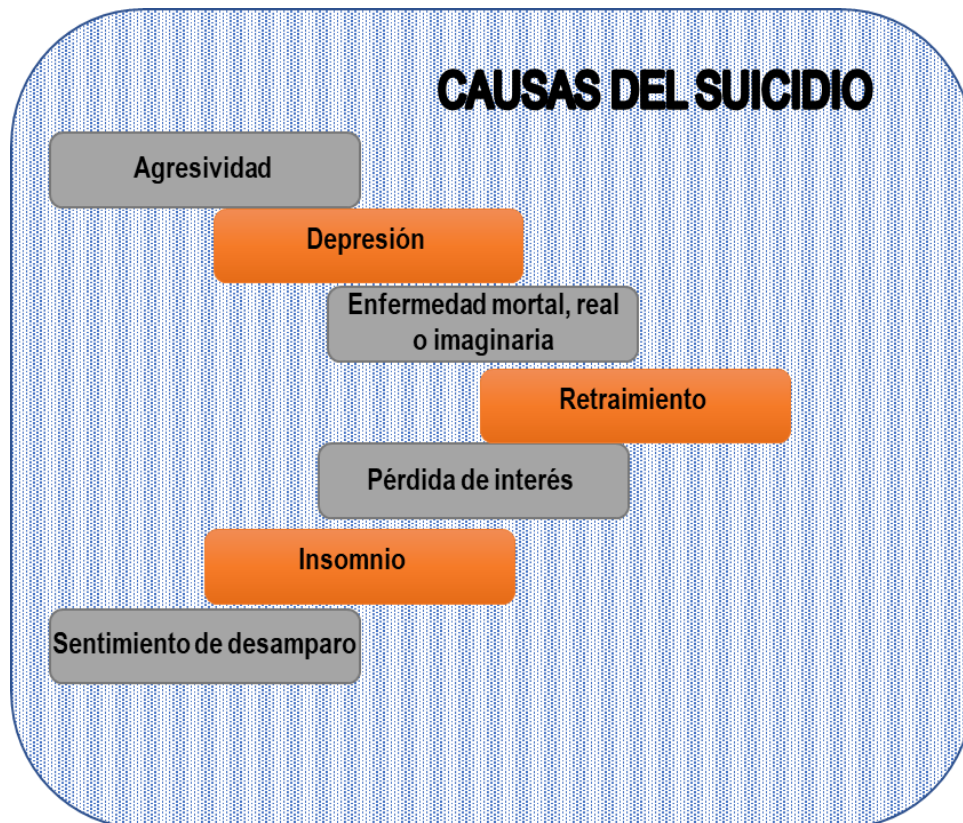 CAUSAS DEL SUICIDIO
Agresividad
Depresión
Enfermedad mortal, real
o imaginaria
Retraimiento
Pérdida de interés
Insomnio
Sentimiento de desamparo